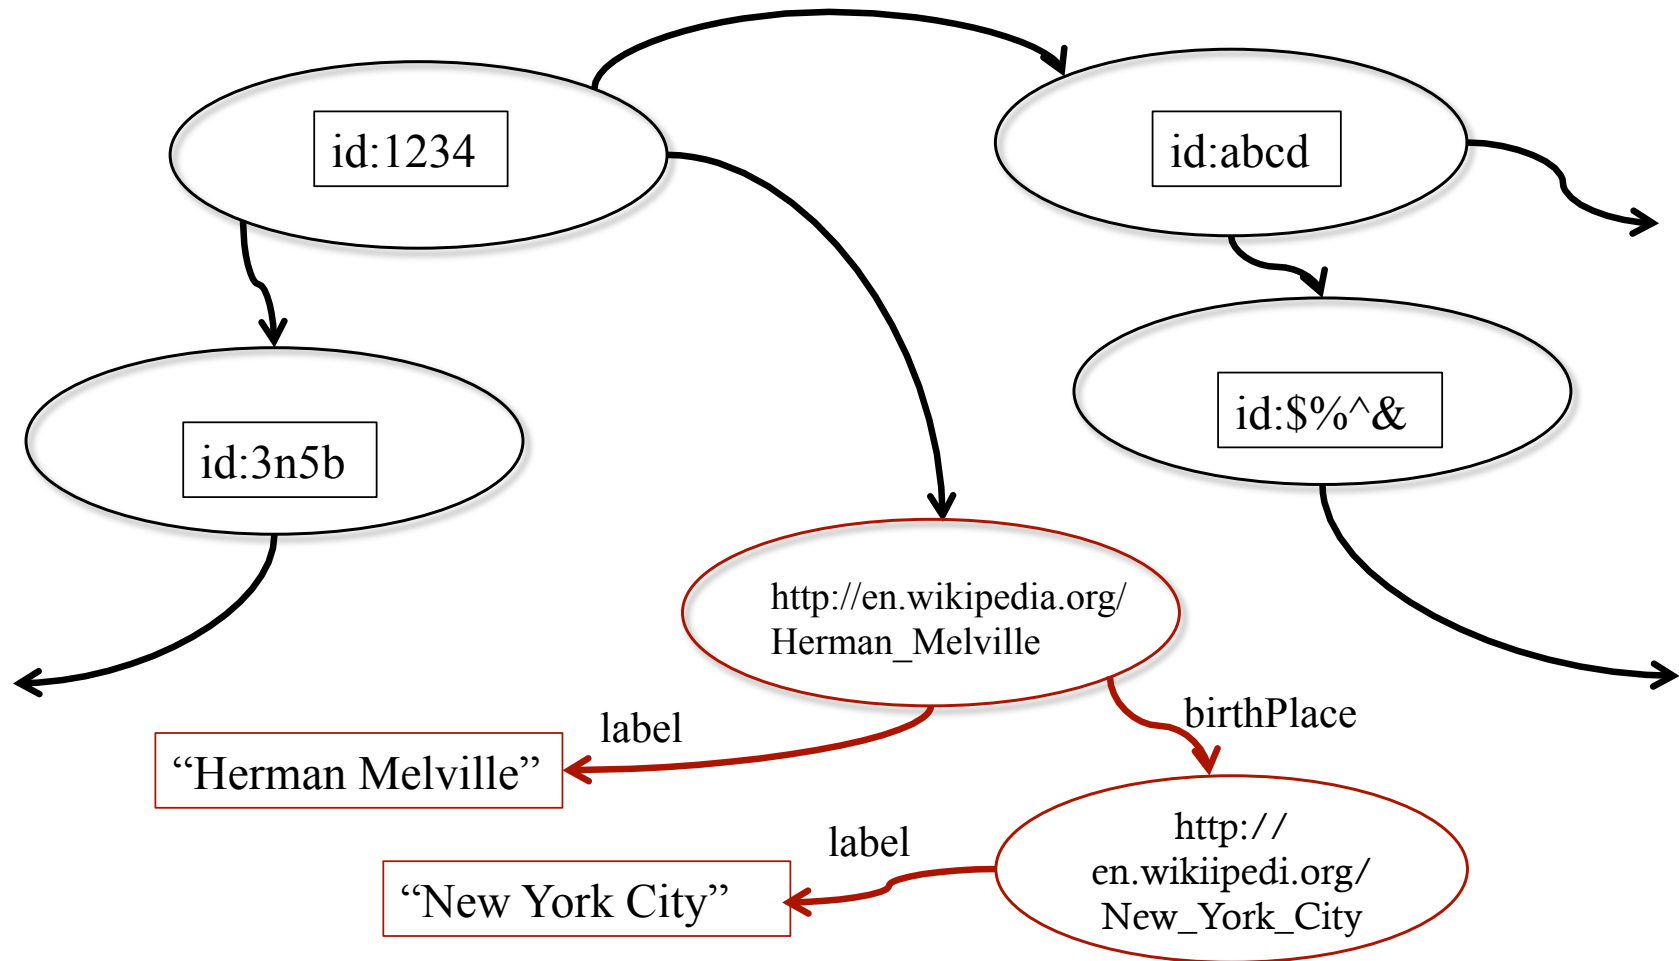 id:1234
id:abcd
id:$%^&
id:3n5b
http://en.wikipedia.org/
Herman_Melville
label
birthPlace
“Herman Melville”
http://
en.wikiipedi.org/
New_York_City
label
“New York City”